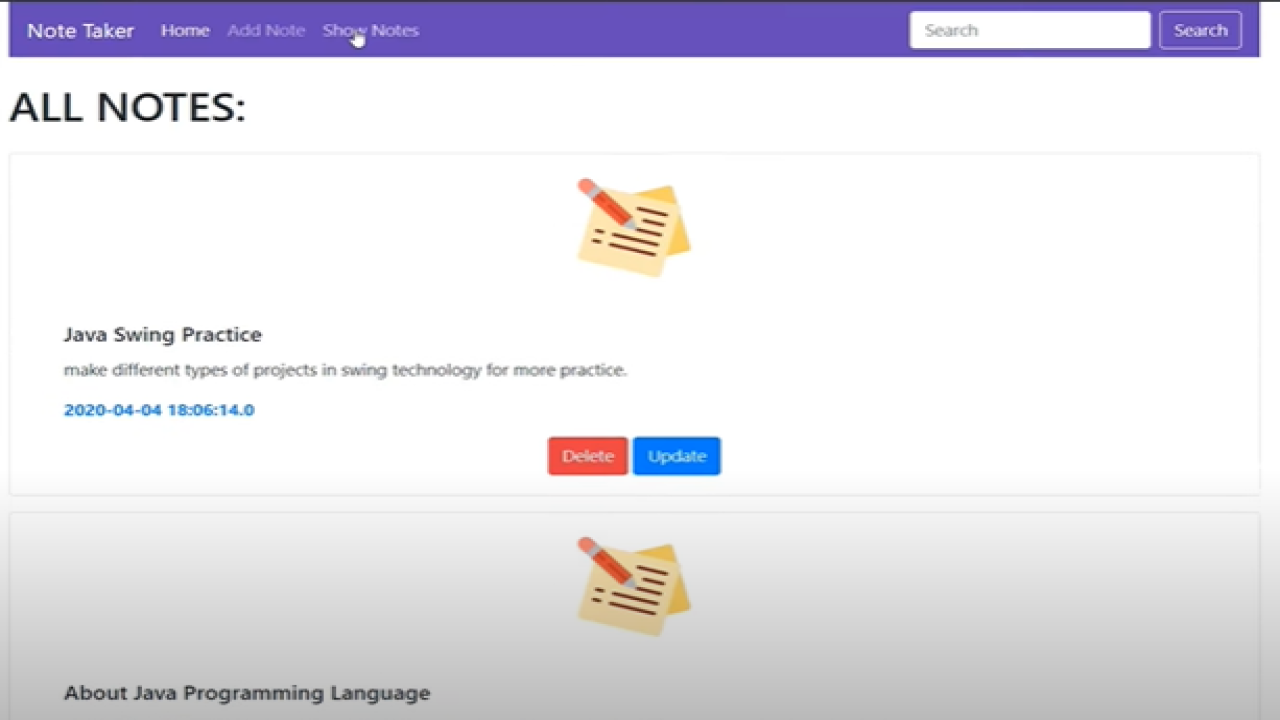 Note Taker Home Add Note Show Notes Search Search
ALL NOTES:
Java Swing Practice
make different types of projects in swing technology for more practice.
2020-04-04 18:06:14.0
Delete Update
About Java Programming Language